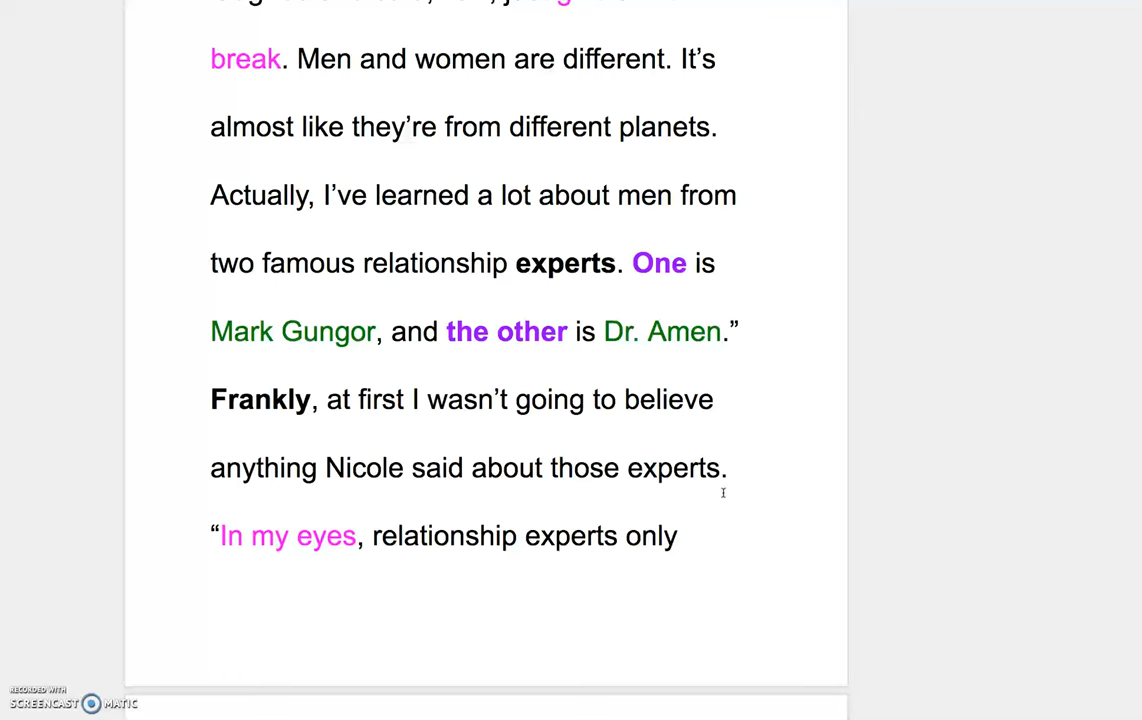 break. Men and women are different. It’s
almost like they’re from different planets.
Actually, I’ve learned a lot about men from
two famous relationship experts. One is
Mark Gungor, and the other is Dr. Amen.”
Frankly, at first I wasn’t going to believe
anything Nicole said about those experts.
“In my eyes, relationship experts only
RECORDED WITH
SCREENCAST MATIC